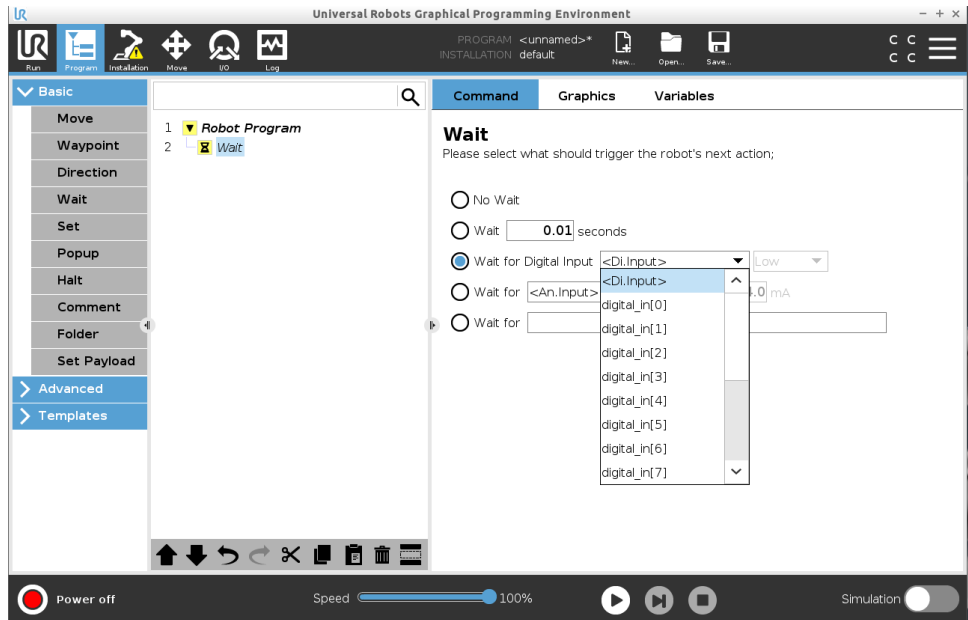 UR Universal Robots Graphical Programming Environment - + ×
PROGRAM <unnamed>*
INSTALLATION default
UR
Run Program Installation Move I/O Log New... Open... Save...
C C
C C
Basic
Move
Waypoint
Direction
Wait
Set
Popup
Halt
Comment
Folder
Set Payload
Advanced
Templates
1 Robot Program
2 Wait
Command Graphics Variables
Wait
Please select what should trigger the robot's next action;
No Wait
Wait 0.01 seconds
Wait for Digital Input <Di.Input> Low
Wait for <An.Input> .0 mA
Wait for
<Di.Input>
digital_in[0]
digital_in[1]
digital_in[2]
digital_in[3]
digital_in[4]
digital_in[5]
digital_in[6]
digital_in[7]
Power off Speed 100% Simulation